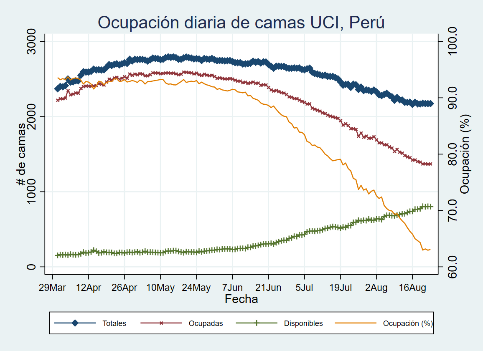 Ocupación diaria de camas UCI, Perú
# de camas
3000
2000
1000
0
Ocupación (%)
100.0
90.0
80.0
70.0
60.0
29Mar 12Apr 26Apr 10May 24May 7Jun 21Jun 5Jul 19Jul 2Aug 16Aug
Fecha
Totales Ocupadas Disponibles Ocupación (%)